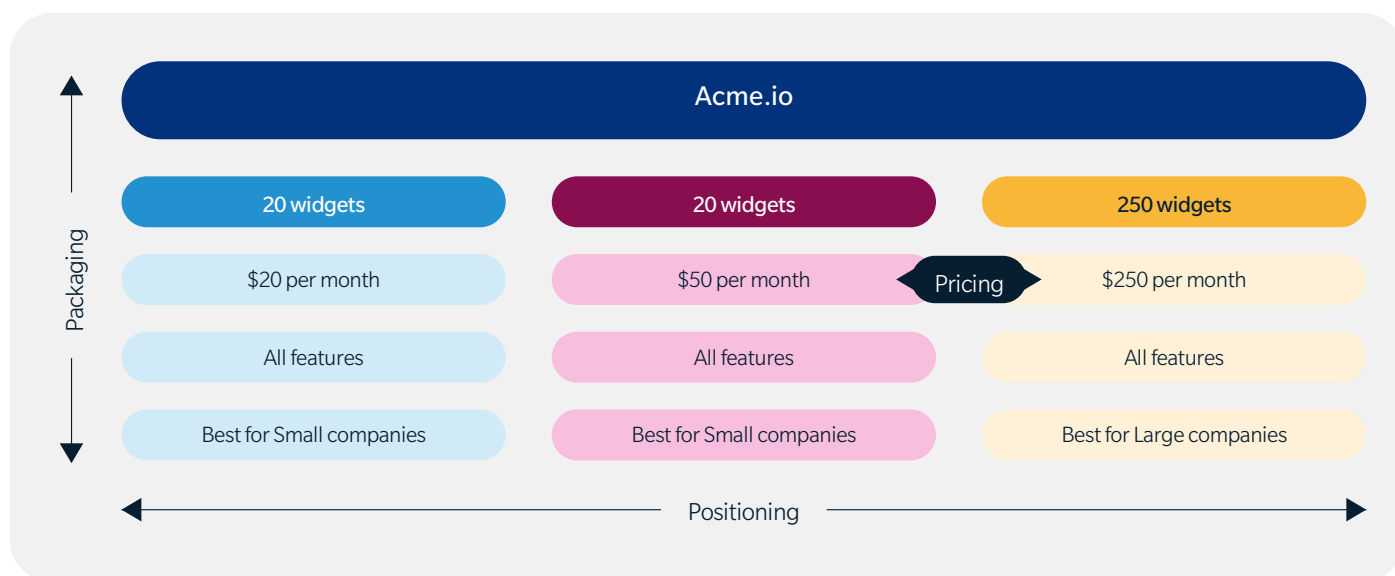 Acme.io
20 widgets
20 widgets
250 widgets
$20 per month
$50 per month
Pricing
$250 per month
Packaging
All features
All features
All features
Best for Small companies
Best for Small companies
Best for Large companies
Positioning